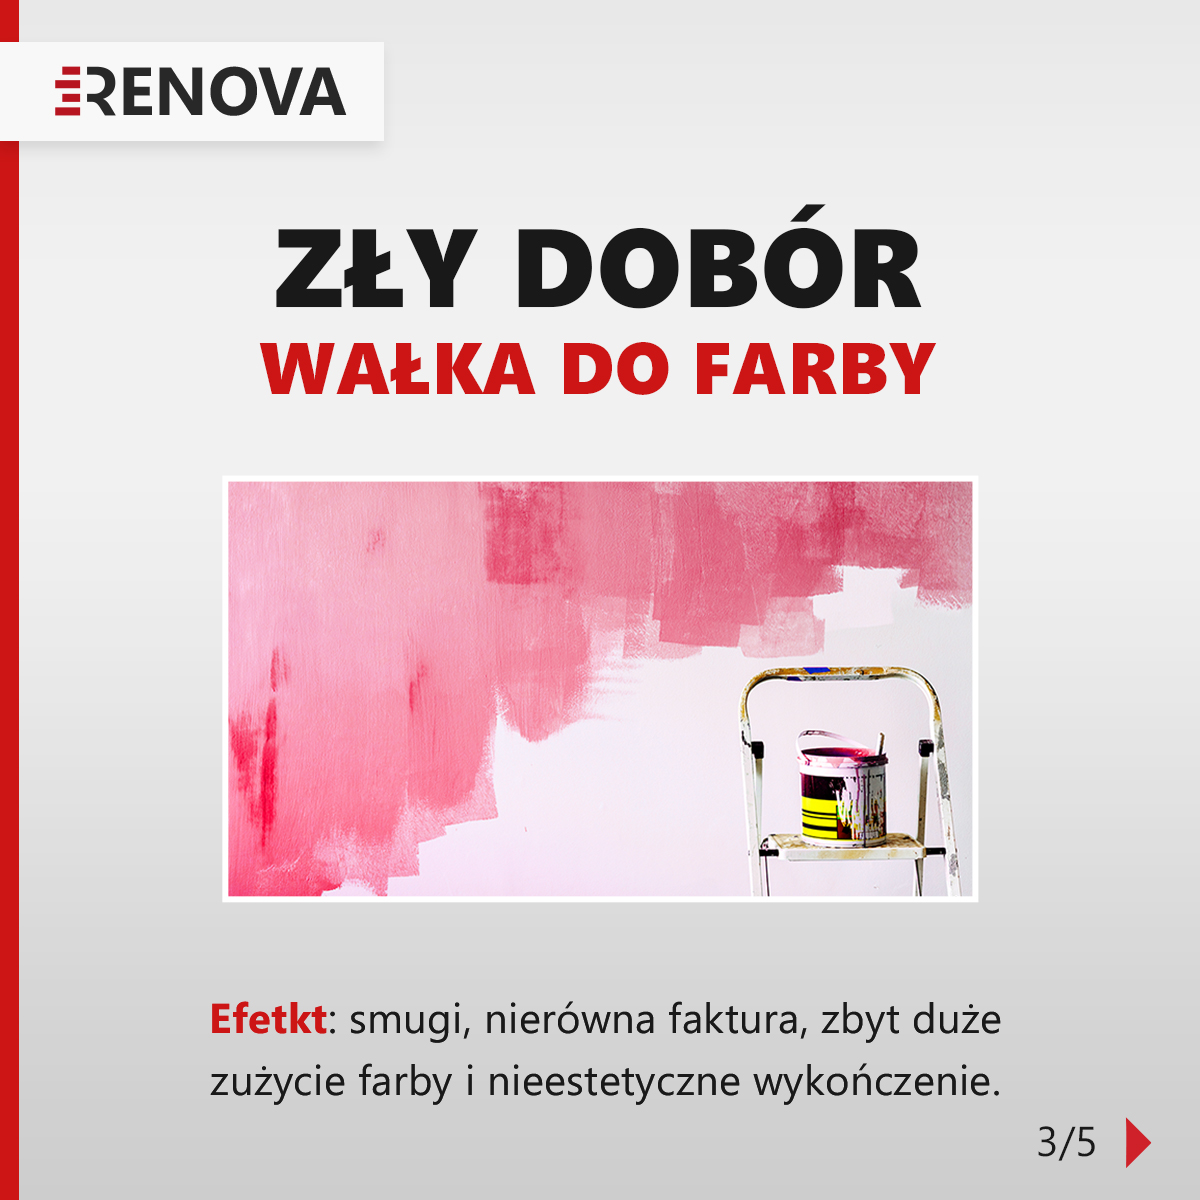 RENOVA
ZŁY DOBÓR
WAŁKA DO FARBY
Efetkt: smugi, nierówna faktura, zbyt duże
zużycie farby i nieestetyczne wykończenie.
3/5